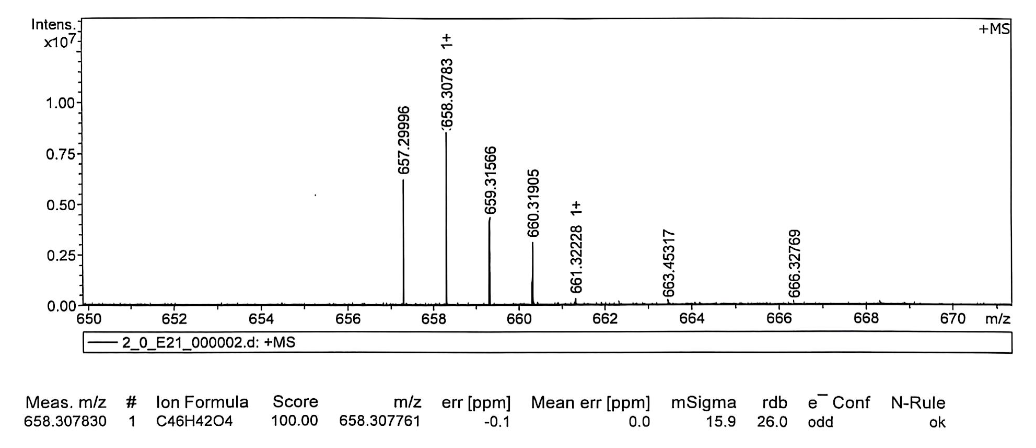 Intens.
x10⁷
+MS
1.00
0.75
0.50
0.25
0.00
657.29996
658.30783 1+
659.31566
660.31905
661.32228 1+
663.45317
666.32769
650 652 654 656 658 660 662 664 666 668 670 m/z
2_0_E21_000002.d: +MS
Meas. m/z # Ion Formula Score m/z err [ppm] Mean err [ppm] mSigma rdb e⁻ Conf N-Rule
658.307830 1 C46H42O4 100.00 658.307761 -0.1 0.0 15.9 26.0 odd ok